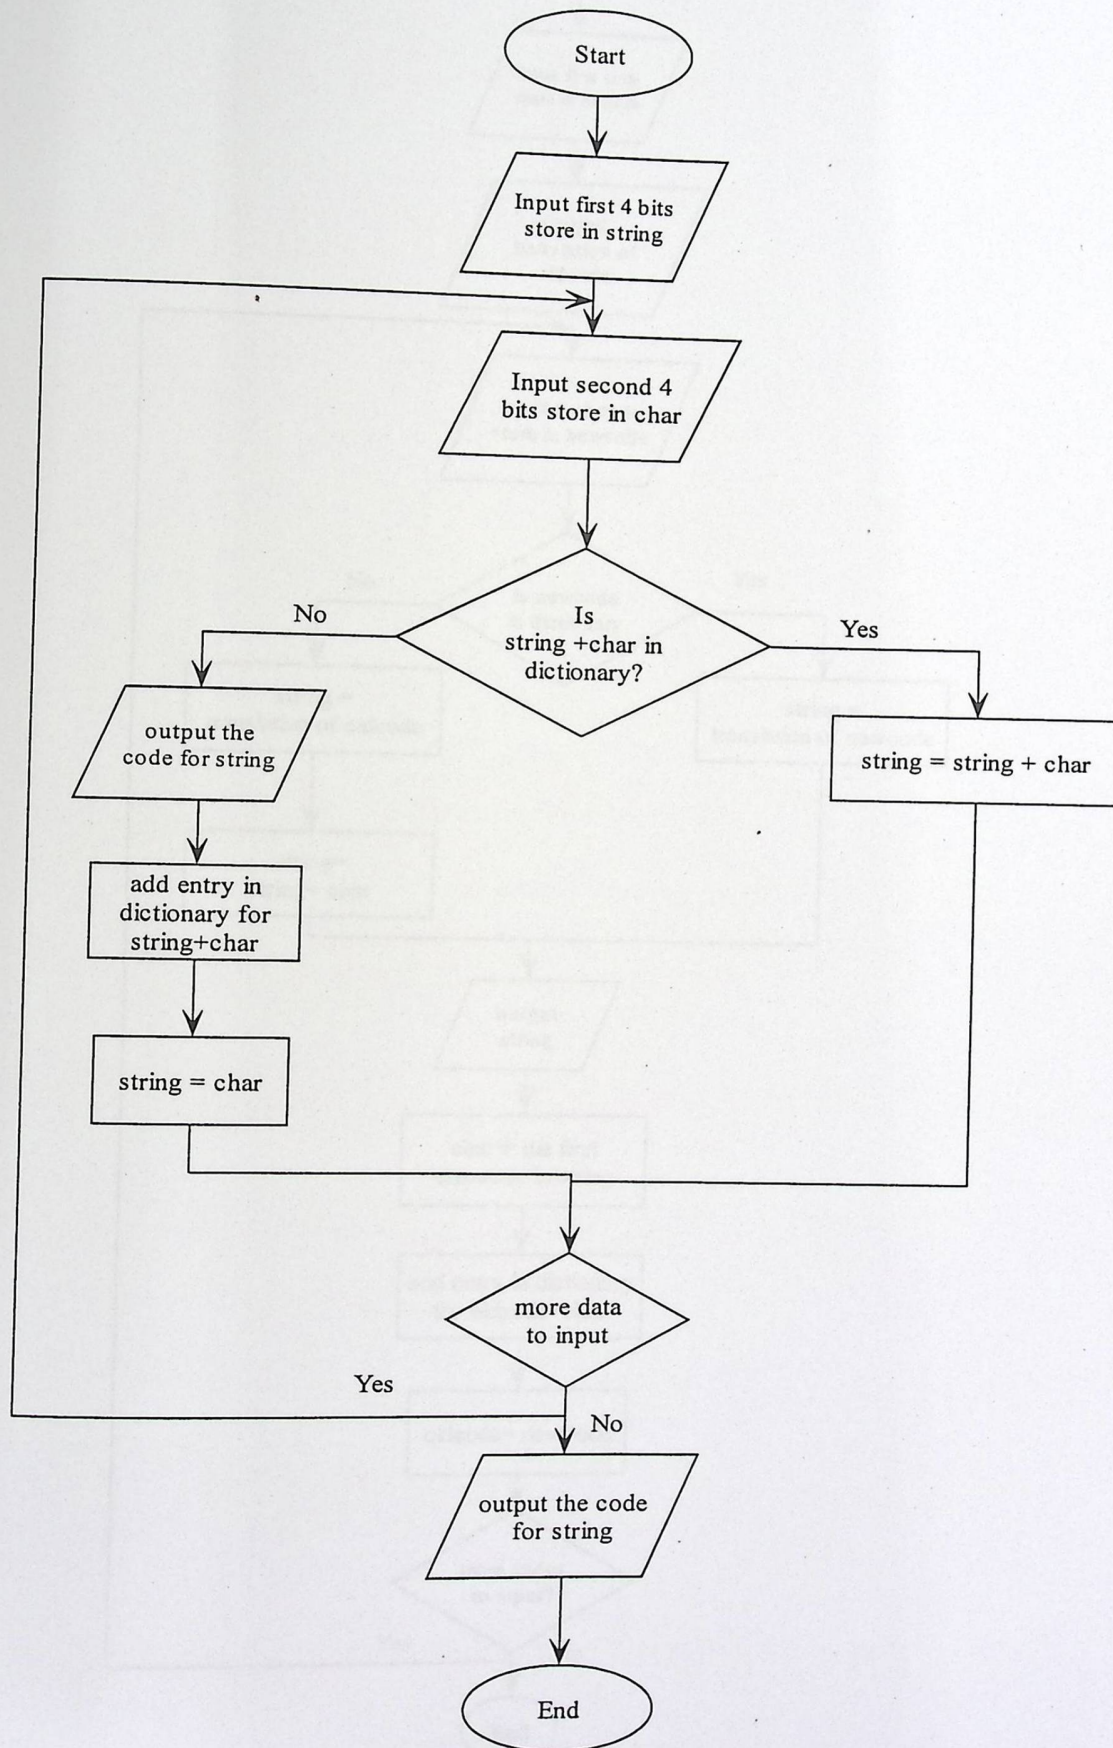 Start
Input first 4 bits
store in string
Input second 4
bits store in char
Is
string +char in
dictionary?
No
Yes
output the
code for string
string = string + char
add entry in
dictionary for
string+char
string = char
more data
to input
Yes
No
output the code
for string
End